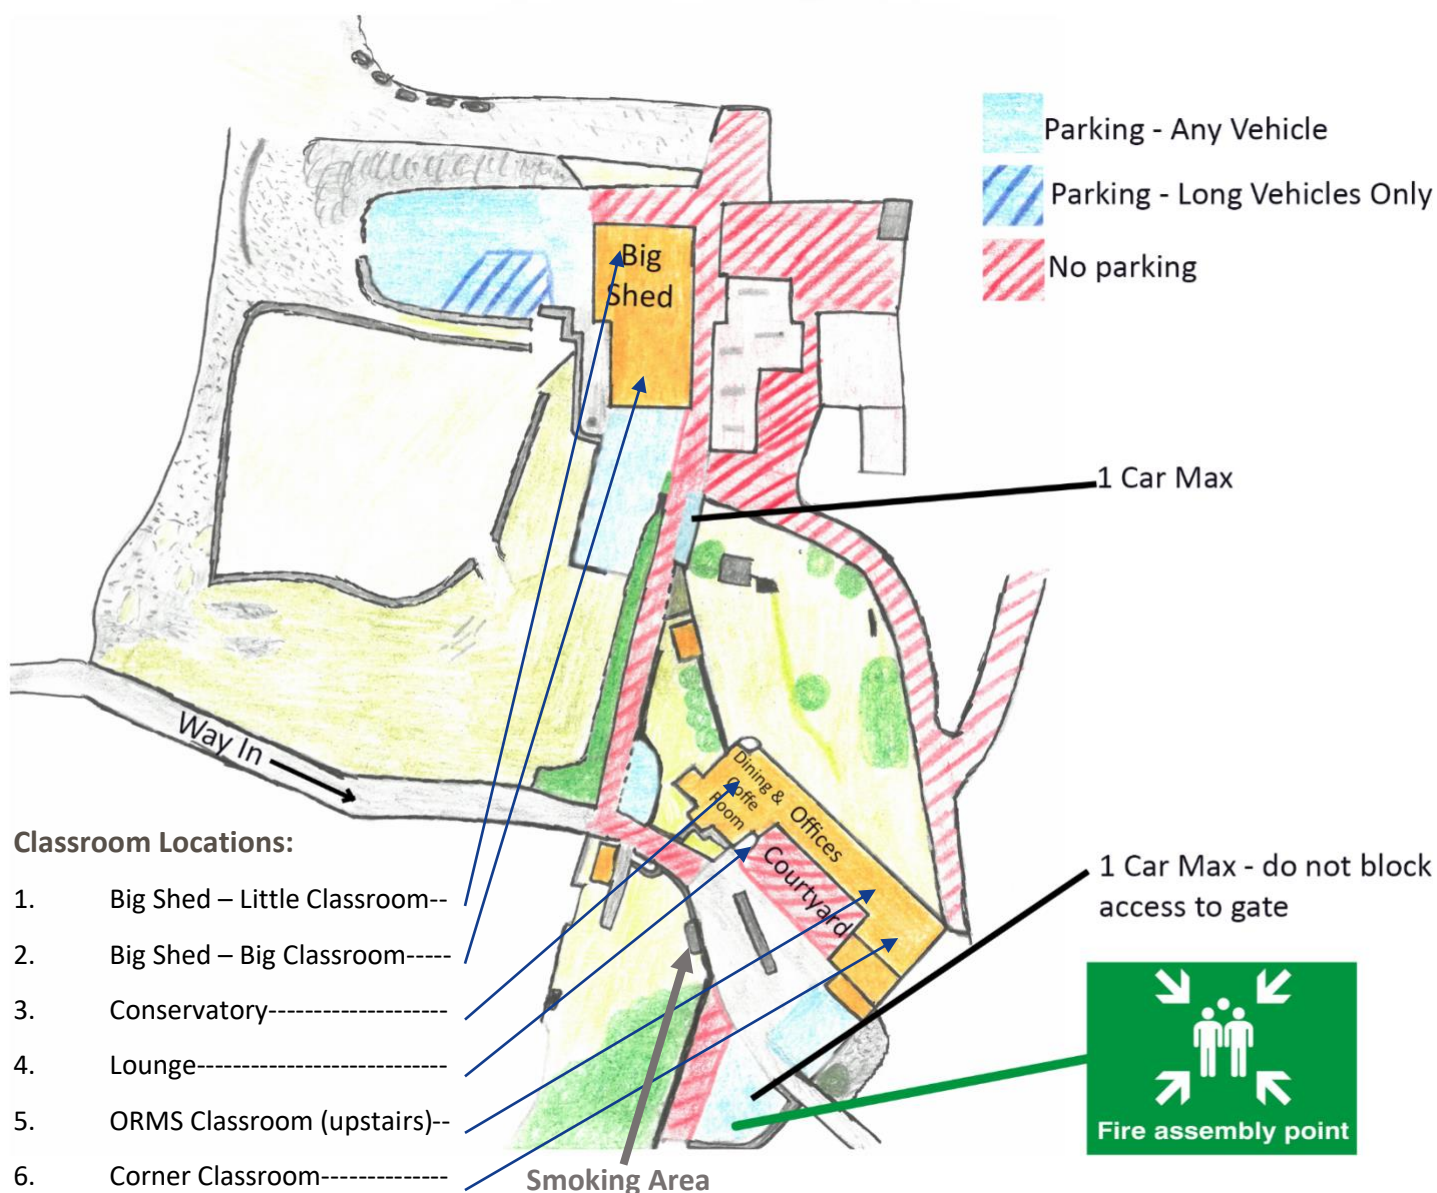 Parking - Any Vehicle
Parking - Long Vehicles Only
No parking
Big
Shed
1 Car Max
Way In
Dining &
Coffe
Room
Offices
Courtyard
1 Car Max - do not block
access to gate
Fire assembly point
Classroom Locations:
1. Big Shed – Little Classroom--
2. Big Shed – Big Classroom-----
3. Conservatory--------------------
4. Lounge----------------------------
5. ORMS Classroom (upstairs)--
6. Corner Classroom--------------
Smoking Area